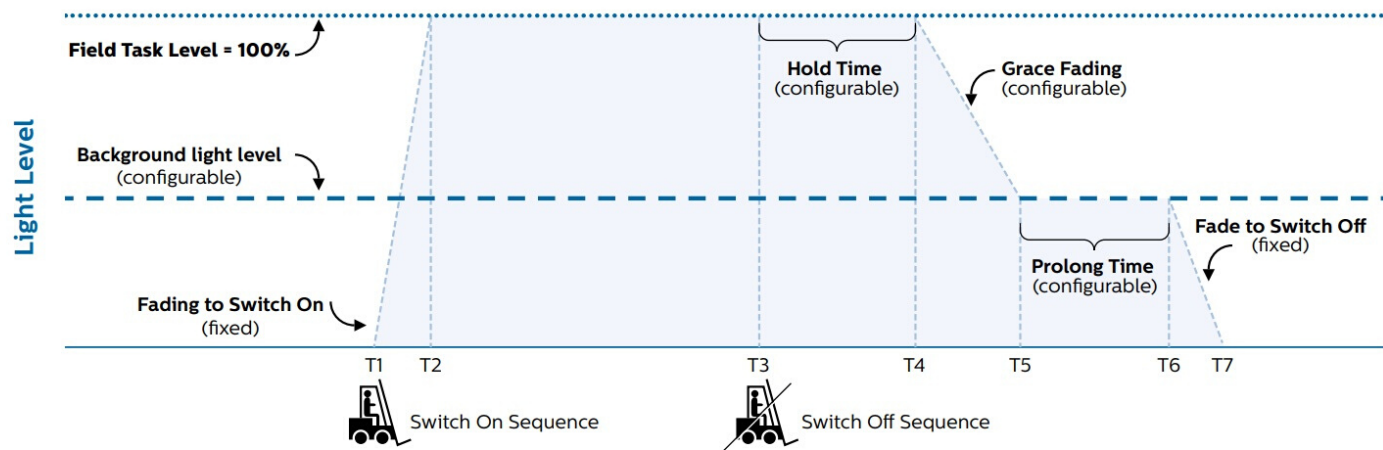 Field Task Level = 100%
Hold Time
(configurable)
Grace Fading
(configurable)
Background light level
(configurable)
Light Level
Fade to Switch Off
(fixed)
Prolong Time
(configurable)
Fading to Switch On
(fixed)
T1 T2 T3 T4 T5 T6 T7
Switch On Sequence
Switch Off Sequence